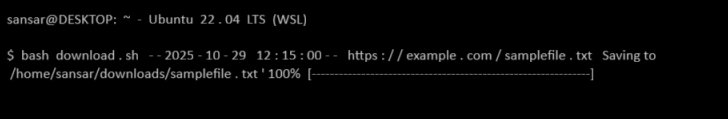 sansar@DESKTOP: ~ - Ubuntu 22 . 04 LTS (WSL)
$ bash download . sh - - 2025 - 10 - 29 12 : 15 : 00 - - https : / / example . com / samplefile . txt Saving to
/home/sansar/downloads/samplefile . txt ' 100% [--------------------------------------------------------------]